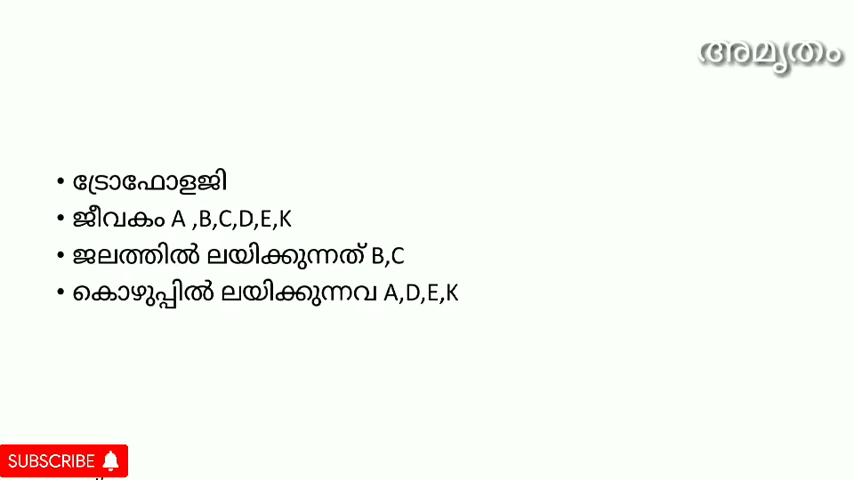 അമൃതം
• ട്രോഫോളജി
• ജീവകം A ,B,C,D,E,K
• ജലത്തിൽ ലയിക്കുന്നത് B,C
• കൊഴുപ്പിൽ ലയിക്കുന്നവ A,D,E,K
SUBSCRIBE